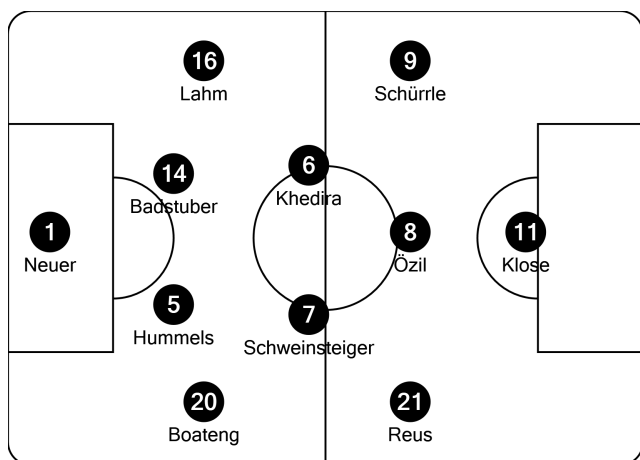 16
Lahm
9
Schürrle
14
Badstuber
6
Khedira
1
Neuer
8
Özil
11
Klose
5
Hummels
7
Schweinsteiger
20
Boateng
21
Reus